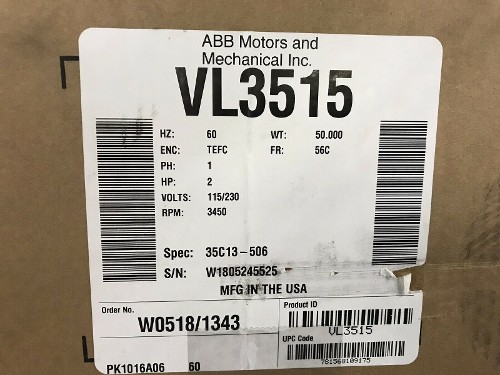 ABB Motors and
Mechanical Inc.
VL3515
HZ: 60 WT: 50.000
ENC: TEFC FR: 56C
PH: 1
HP: 2
VOLTS: 115/230
RPM: 3450
Spec: 35C13-506
S/N: W1805245525
MFG IN THE USA
Order No. Product ID
W0518/1343
VL3515
UPC Code
781568109175
PK1016A06 60